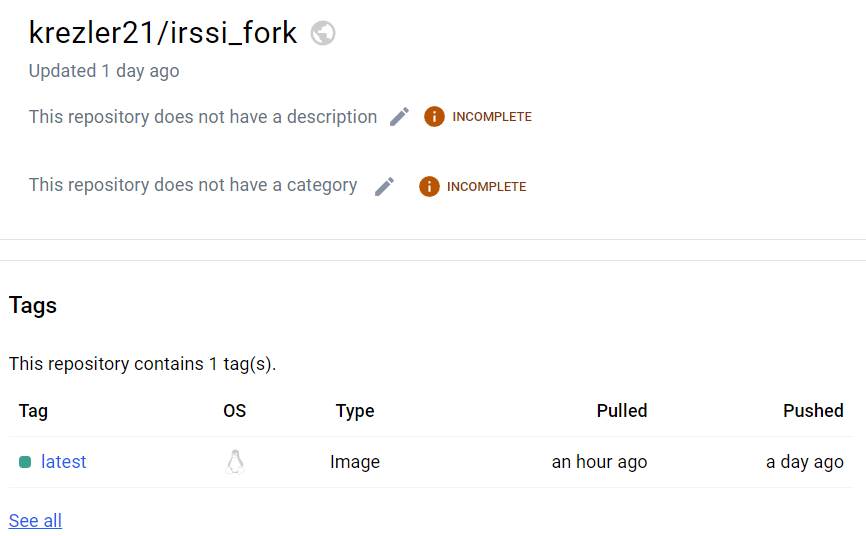 krezler21/irssi_fork
Updated 1 day ago
This repository does not have a description INCOMPLETE
This repository does not have a category INCOMPLETE
Tags
This repository contains 1 tag(s).
Tag OS Type Pulled Pushed
latest Image an hour ago a day ago
See all